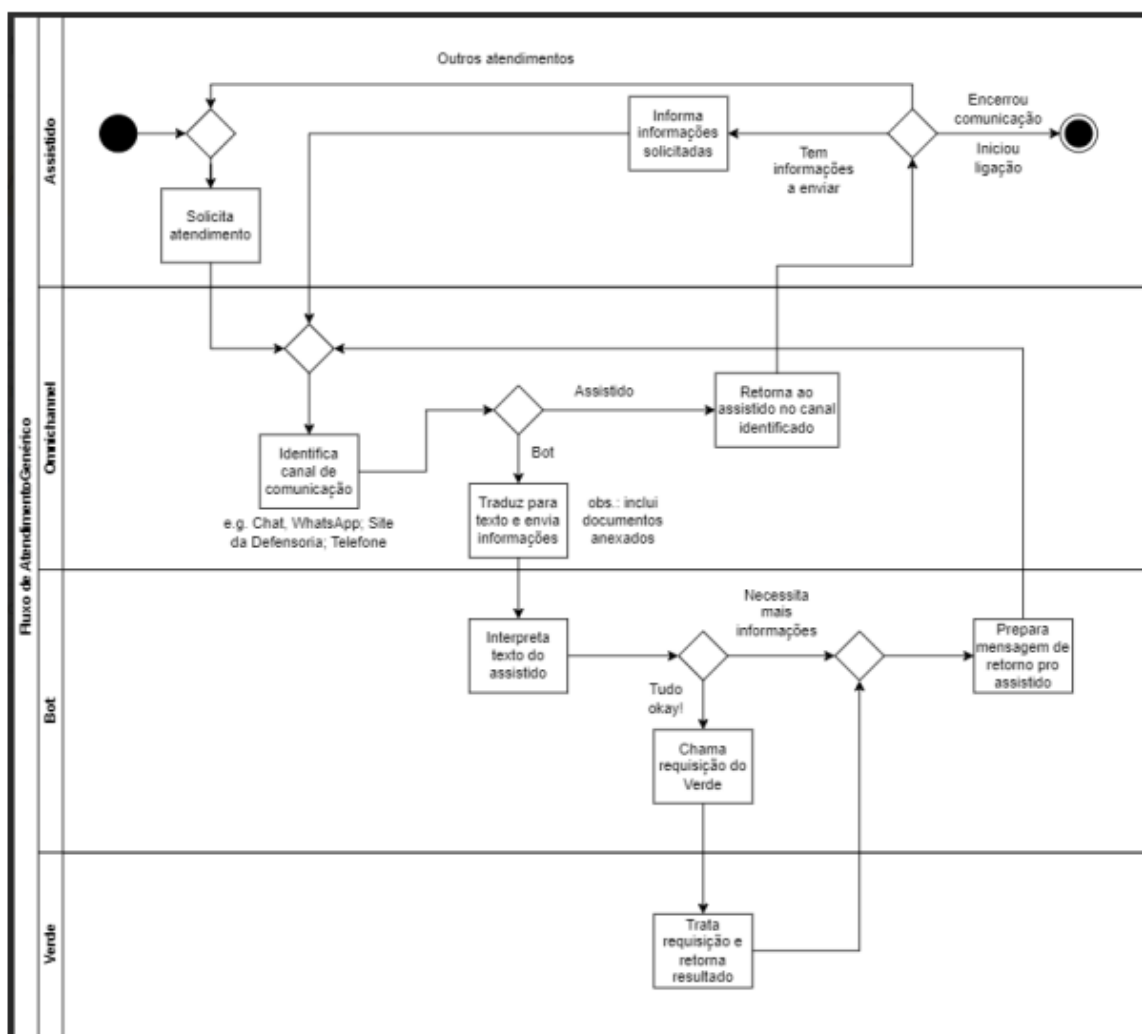 Fluxo de AtendimentoGenérico
Assistido
Outros atendimentos
Informa
informações
solicitadas
Tem
informações
a enviar
Encerrou
comunicação
Iniciou
ligação
Solicita
atendimento
Omnichannel
Identifica
canal de
comunicação
e.g. Chat, WhatsApp; Site
da Defensoria; Telefone
Assistido
Bot
Retorna ao
assistido no canal
identificado
Traduz para
texto e envia
informações
obs.: inclui
documentos
anexados
Bot
Interpreta
texto do
assistido
Necessita
mais
informações
Tudo
okay!
Prepara
mensagem de
retorno pro
assistido
Chama
requisição do
Verde
Verde
Trata
requisição e
retorna
resultado